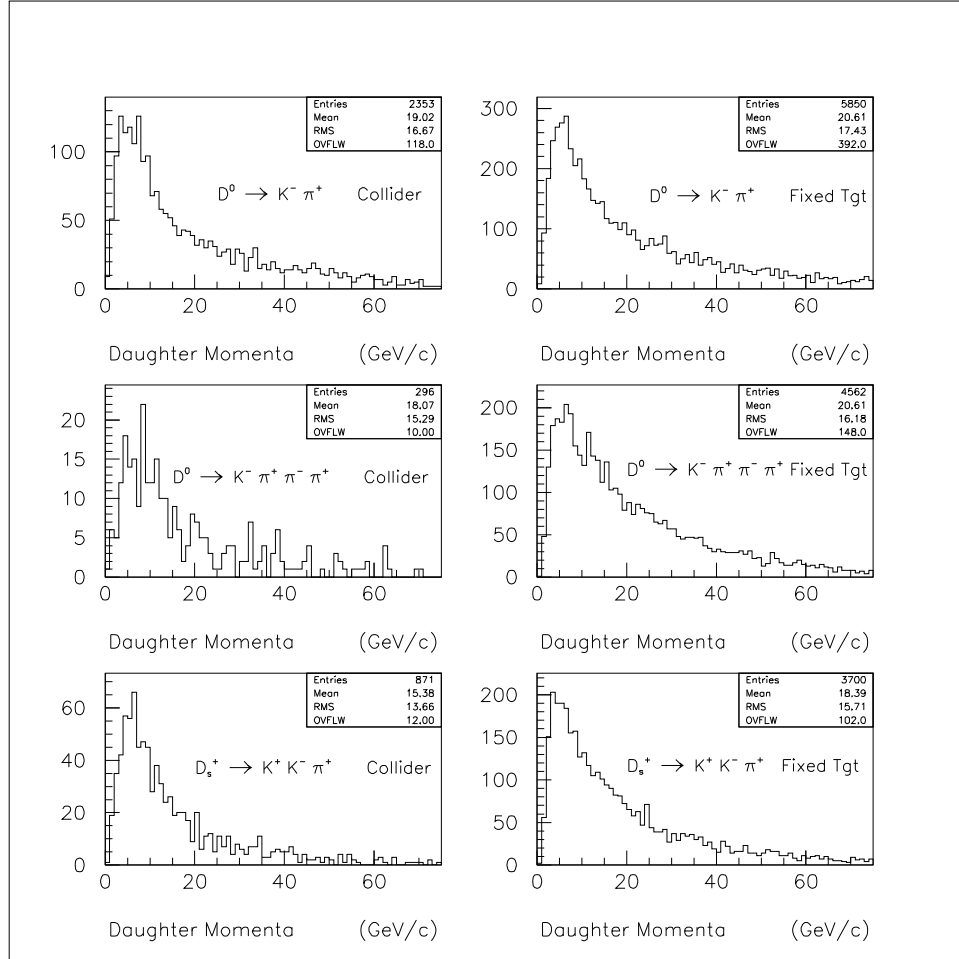 Entries 2353
Mean 19.02
RMS 16.67
OVFLW 118.0
100
50
0
D⁰ → K⁻ π⁺ Collider
0 20 40 60
Daughter Momenta (GeV/c)
Entries 5850
Mean 20.61
RMS 17.43
OVFLW 392.0
300
200
100
0
D⁰ → K⁻ π⁺ Fixed Tgt
0 20 40 60
Daughter Momenta (GeV/c)
Entries 296
Mean 18.07
RMS 15.29
OVFLW 10.00
20
15
10
5
0
D⁰ → K⁻ π⁺ π⁻ π⁺ Collider
0 20 40 60
Daughter Momenta (GeV/c)
Entries 4562
Mean 20.61
RMS 16.18
OVFLW 148.0
200
150
100
50
0
D⁰ → K⁻ π⁺ π⁻ π⁺ Fixed Tgt
0 20 40 60
Daughter Momenta (GeV/c)
Entries 871
Mean 15.38
RMS 13.66
OVFLW 12.00
60
40
20
0
Dₛ⁺ → K⁺ K⁻ π⁺ Collider
0 20 40 60
Daughter Momenta (GeV/c)
Entries 3700
Mean 18.39
RMS 15.71
OVFLW 102.0
200
150
100
50
0
Dₛ⁺ → K⁺ K⁻ π⁺ Fixed Tgt
0 20 40 60
Daughter Momenta (GeV/c)